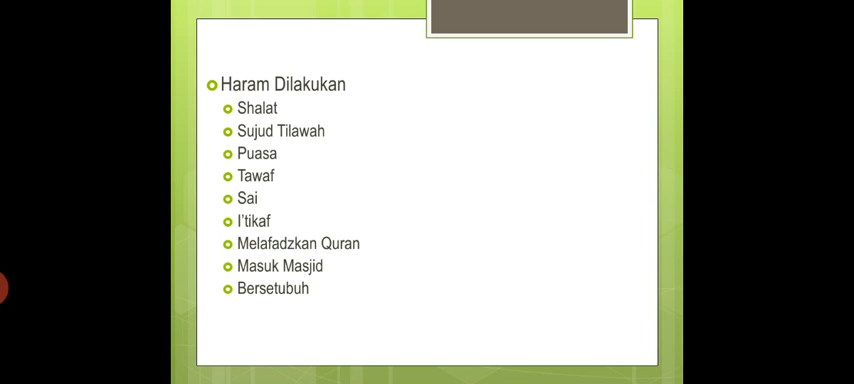 Haram Dilakukan
Shalat
Sujud Tilawah
Puasa
Tawaf
Sai
I’tikaf
Melafadzkan Quran
Masuk Masjid
Bersetubuh